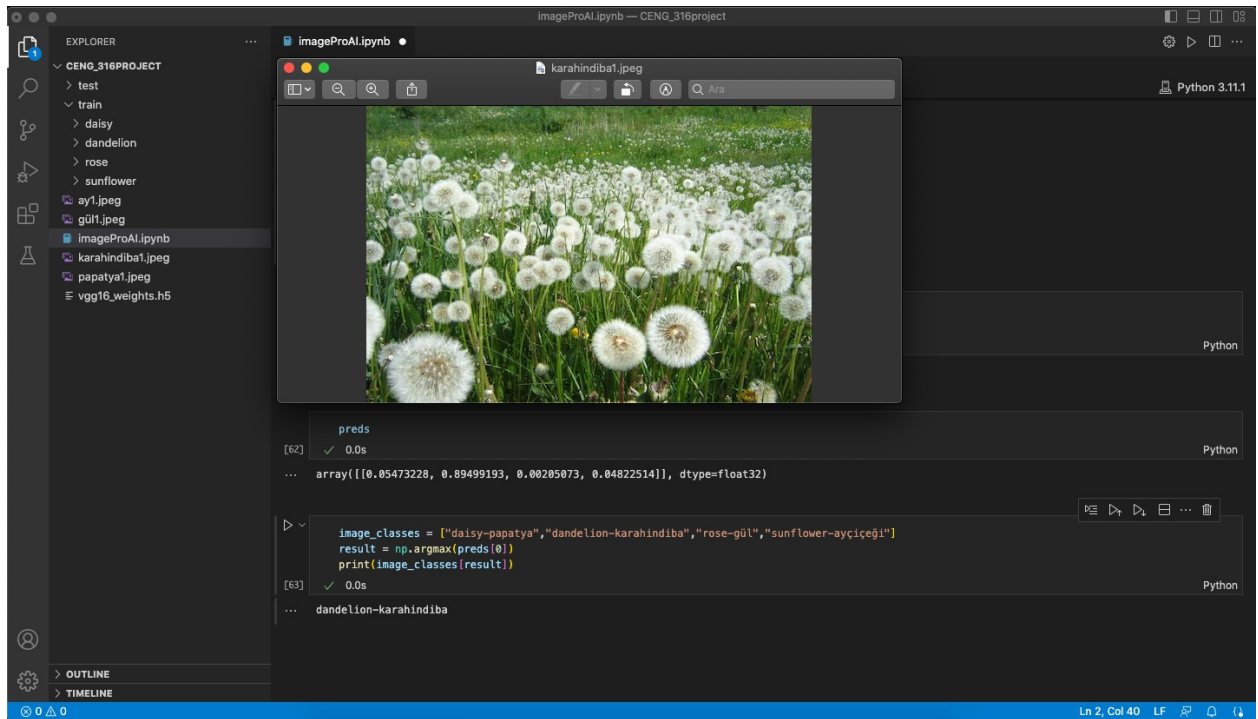 imageProAI.ipynb — CENG_316project
EXPLORER
imageProAI.ipynb
CENG_316PROJECT
test
train
daisy
dandelion
rose
sunflower
ay1.jpeg
gül1.jpeg
imageProAI.ipynb
karahindiba1.jpeg
papatya1.jpeg
vgg16_weights.h5
1
karahindiba1.jpeg
Ara
Python 3.11.1
Python
preds
[62] ✓ 0.0s
Python
... array([[0.05473228, 0.89499193, 0.00205073, 0.04822514]], dtype=float32)
image_classes = ["daisy-papatya","dandelion-karahindiba","rose-gül","sunflower-ayçiçeği"]
result = np.argmax(preds[0])
print(image_classes[result])
[63] ✓ 0.0s
Python
... dandelion-karahindiba
OUTLINE
TIMELINE
0 0
Ln 2, Col 40 LF